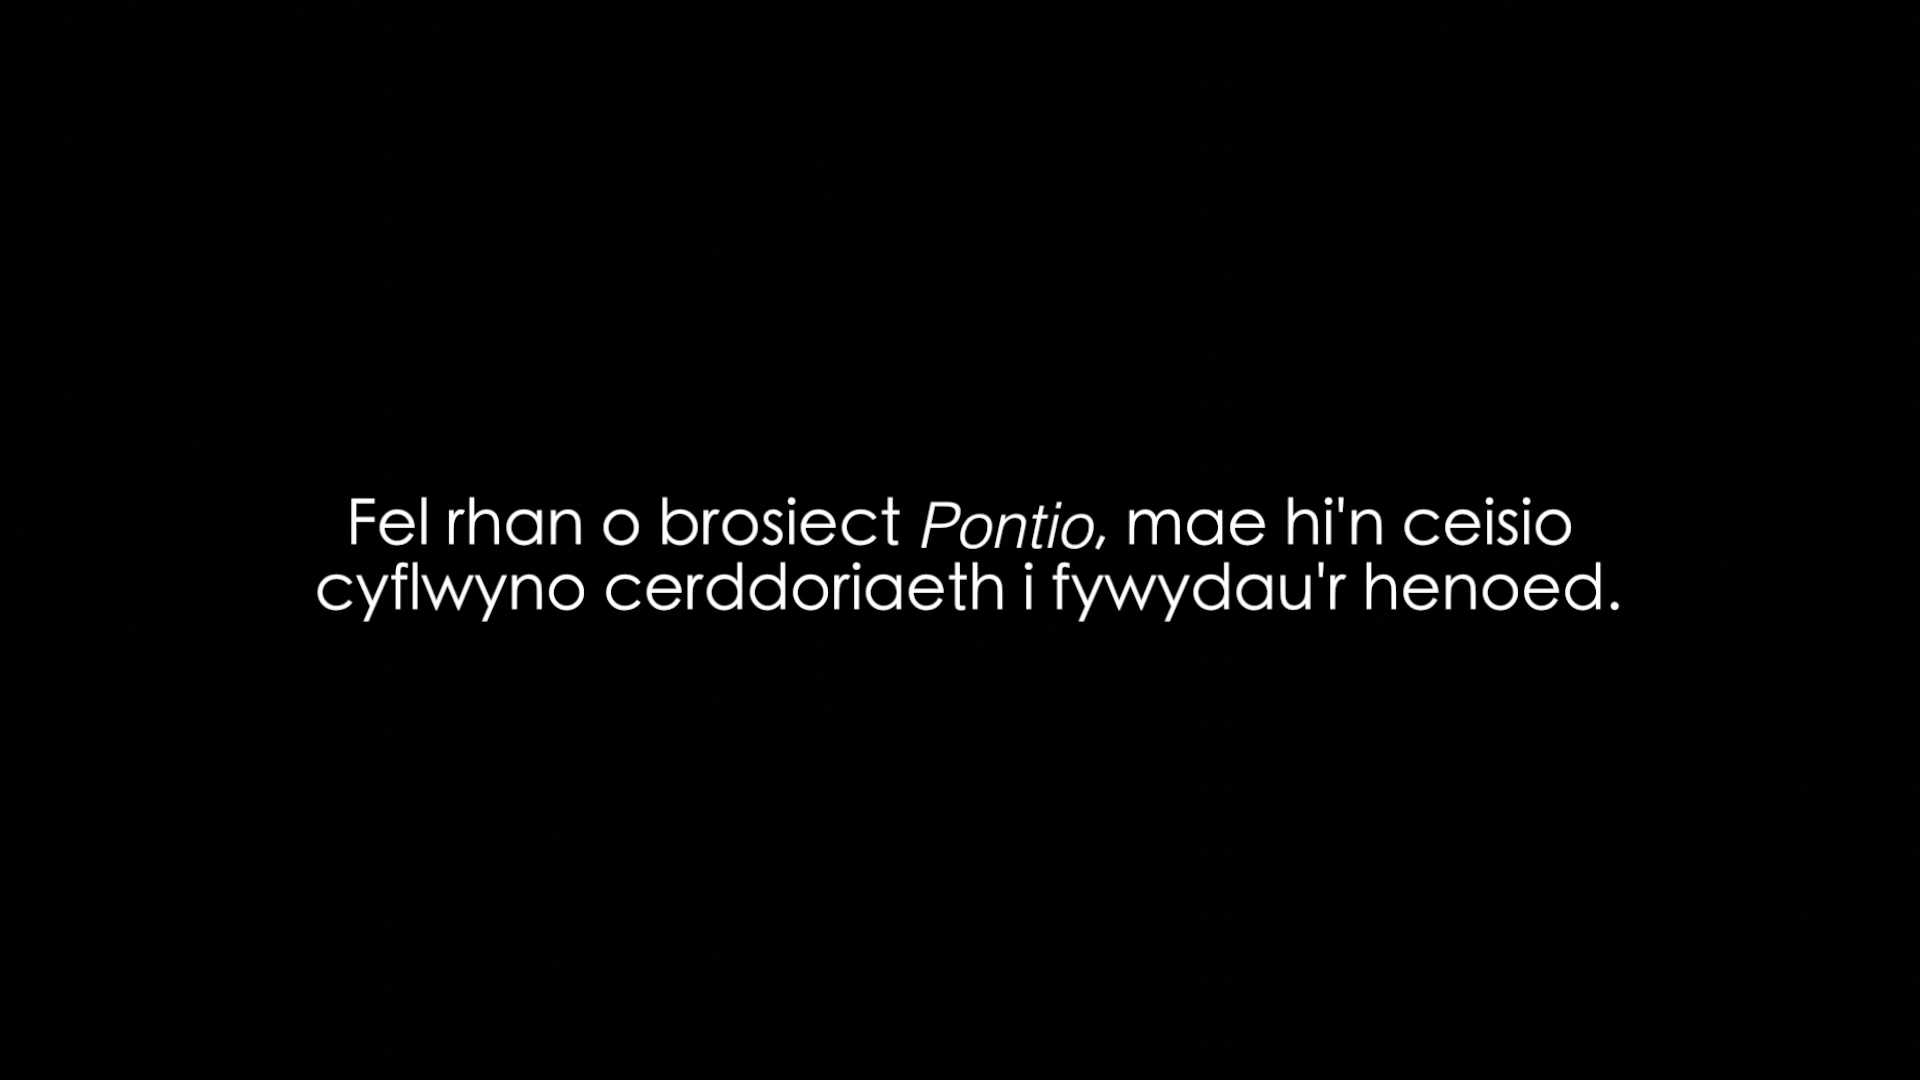 Fel rhan o brosiect Pontio, mae hi'n ceisio
cyflwyno cerddoriaeth i fywydau'r henoed.